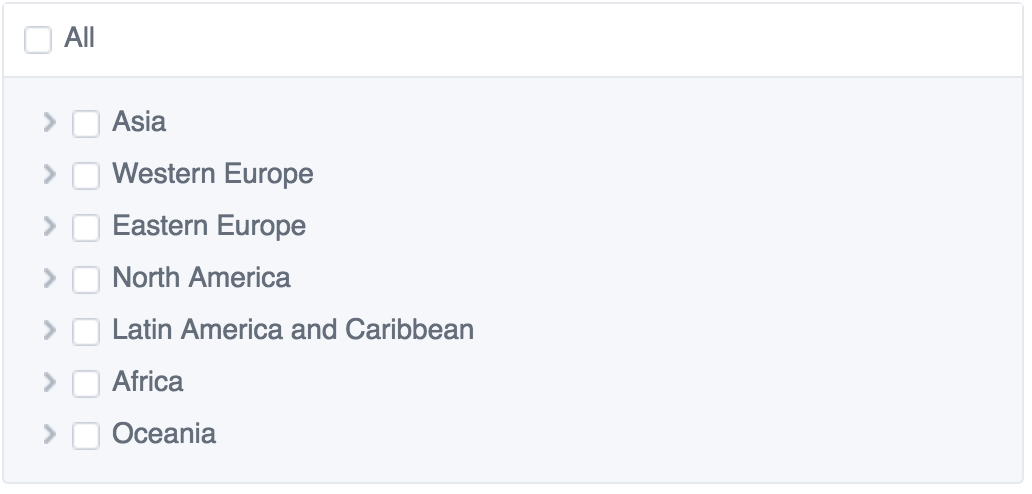 All
Asia
Western Europe
Eastern Europe
North America
Latin America and Caribbean
Africa
Oceania